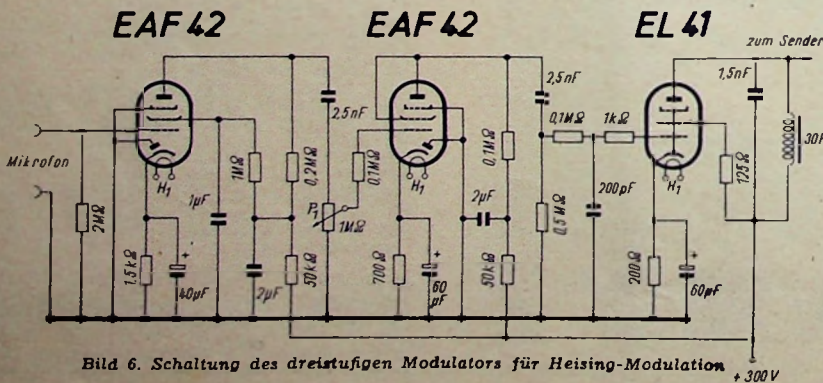 EAF 42
EAF 42
EL 41
zum Sender
2,5nF
2,5nF
1,5nF
Mikrofon
H₁
2MΩ
1,5kΩ
40µF
1µF
1MΩ
2µF
0,2MΩ
50kΩ
P₁
1MΩ
0,1MΩ
H₁
700Ω
60 µF
2µF
0,1MΩ
50kΩ
0,1MΩ
0,5MΩ
200pF
1kΩ
H₁
200Ω
60µF
125Ω
+ 300V
Bild 6. Schaltung des dreistufigen Modulators für Heising-Modulation